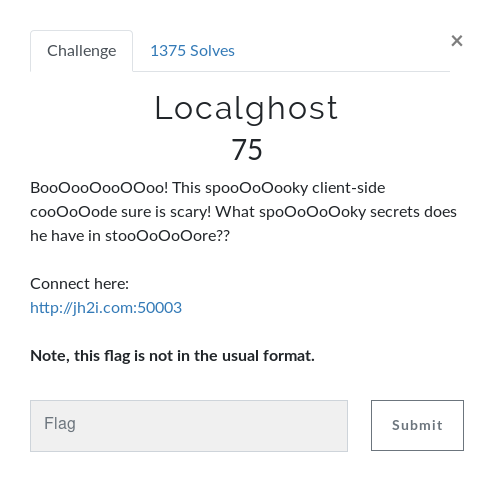 Challenge
1375 Solves
×
Localghost
75
BooOooOooOOoo! This spooOoOooky client-side
cooOoOode sure is scary! What spoOoOoOoky secrets does
he have in stooOoOoOore??
Connect here:
http://jh2i.com:50003
Note, this flag is not in the usual format.
Flag
Submit